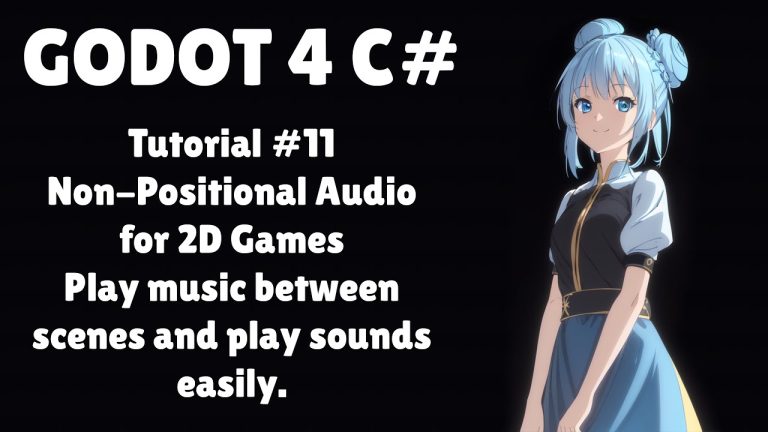 GODOT 4 C#
Tutorial #11
Non-Positional Audio
for 2D Games
Play music between
scenes and play sounds
easily.